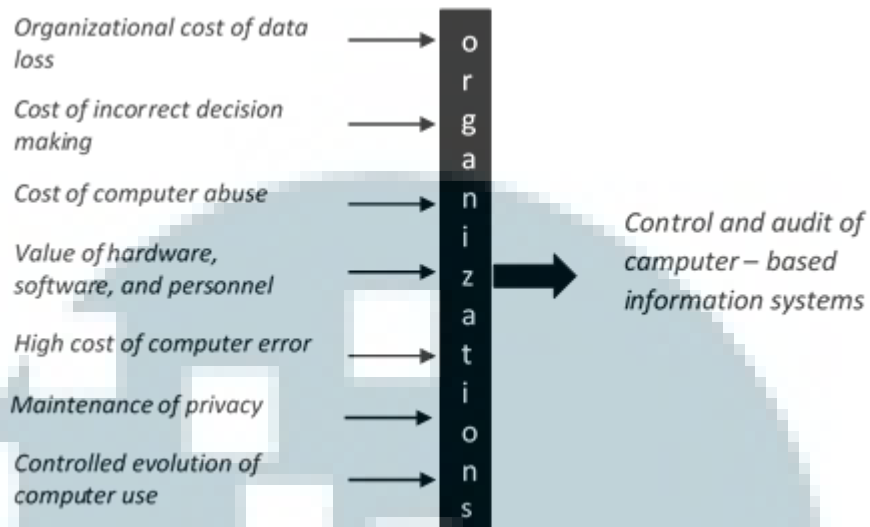 Organizational cost of data
loss
Cost of incorrect decision
making
Cost of computer abuse
Value of hardware,
software, and personnel
High cost of computer error
Maintenance of privacy
Controlled evolution of
computer use
o
r
g
a
n
i
z
a
t
i
o
n
s
Control and audit of
camputer – based
information systems